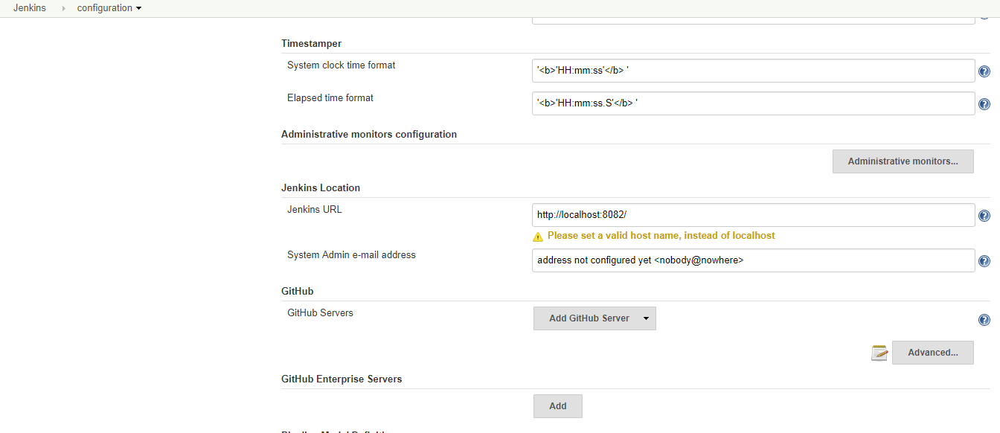 Jenkins configuration
Timestamper
System clock time format
'<b>'HH:mm:ss'</b> '
Elapsed time format
'<b>'HH:mm:ss.S'</b> '
Administrative monitors configuration
Administrative monitors...
Jenkins Location
Jenkins URL
http://localhost:8082/
Please set a valid host name, instead of localhost
System Admin e-mail address
address not configured yet <nobody@nowhere>
GitHub
GitHub Servers
Add GitHub Server
Advanced...
GitHub Enterprise Servers
Add